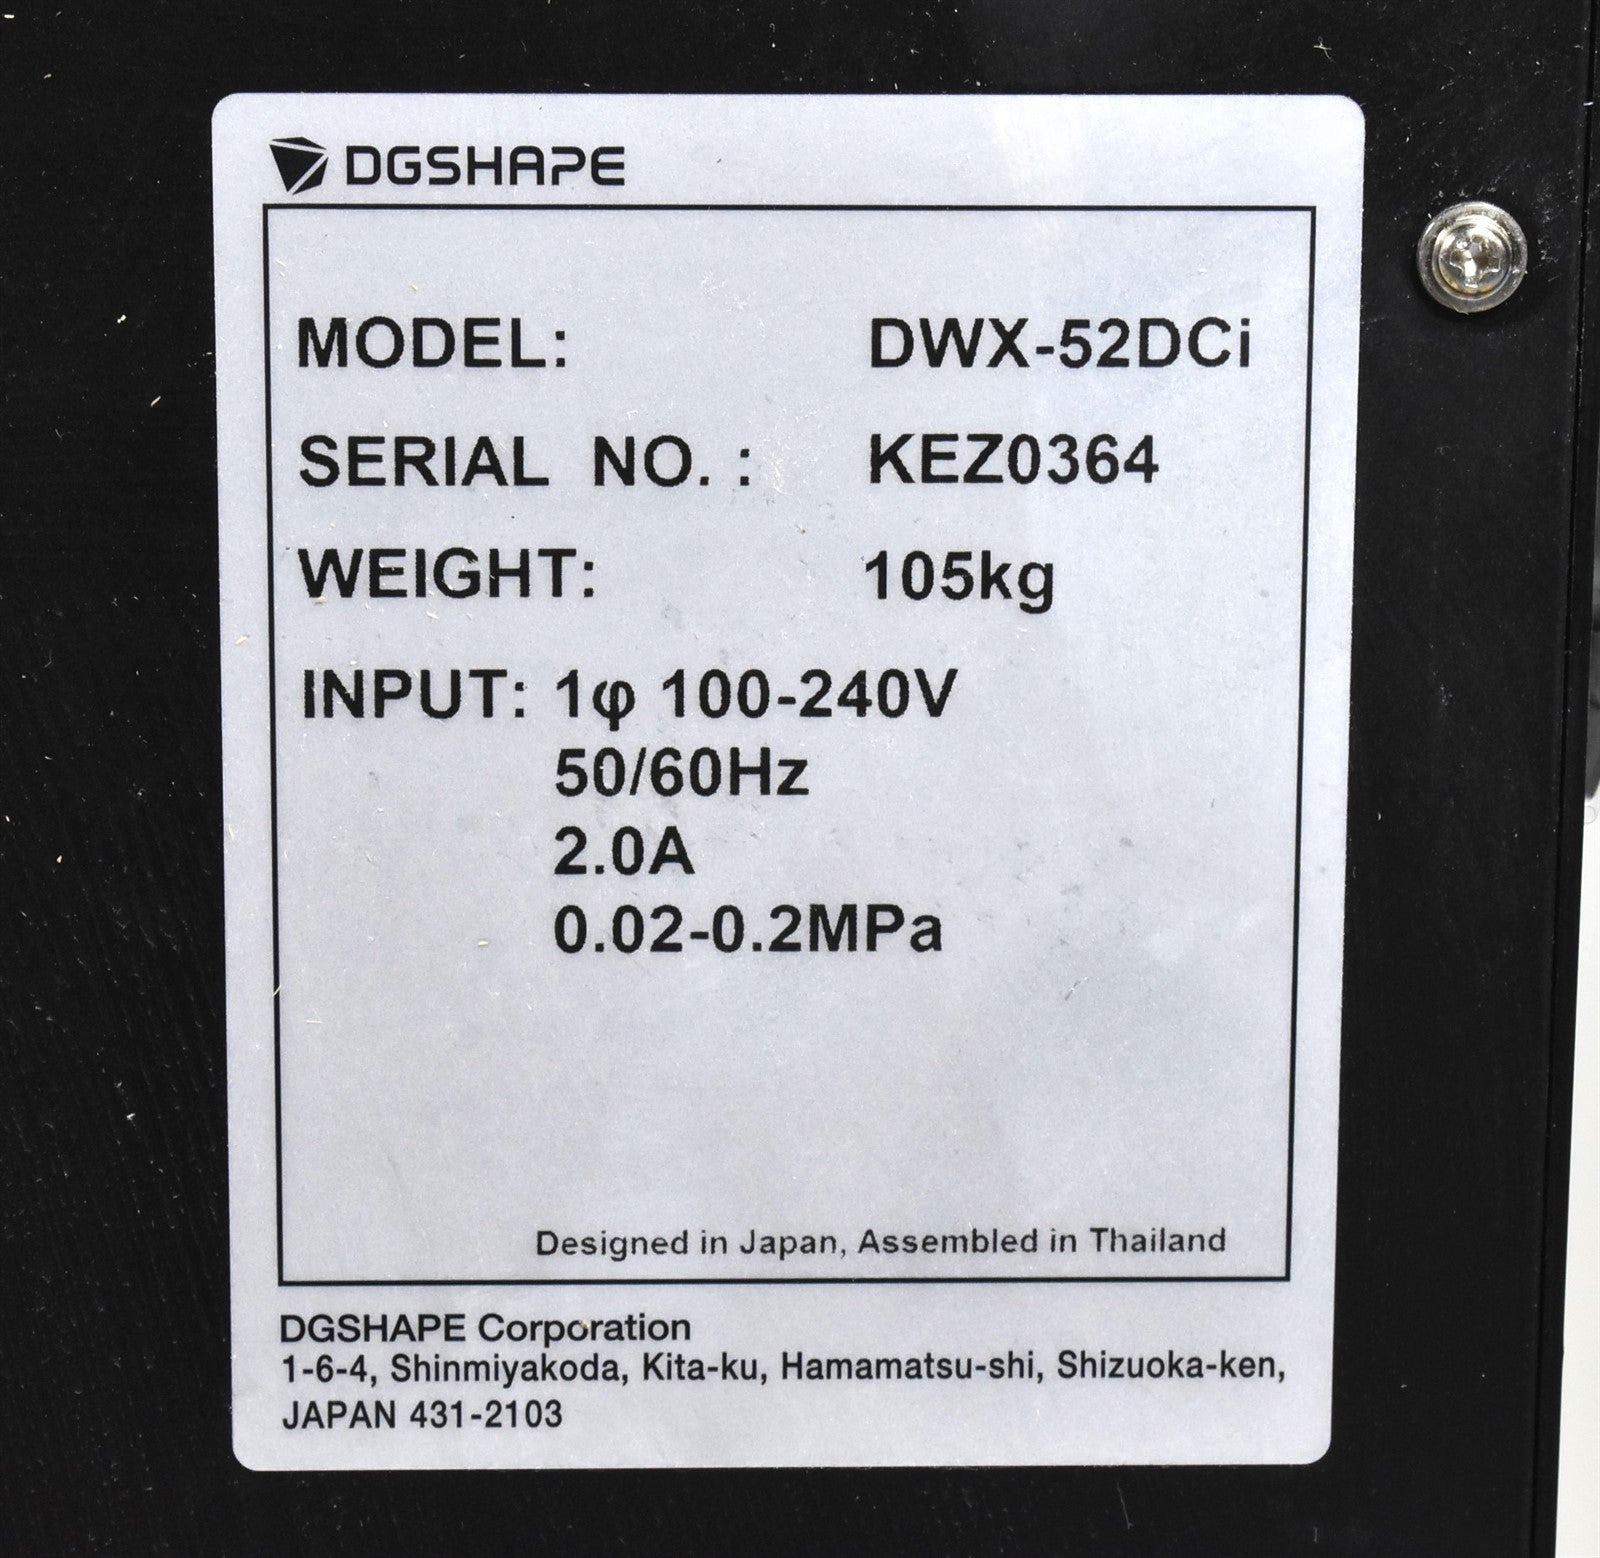 DGSHAPE
MODEL: DWX-52DCi
SERIAL NO. : KEZ0364
WEIGHT: 105kg
INPUT: 1φ 100-240V
50/60Hz
2.0A
0.02-0.2MPa
Designed in Japan, Assembled in Thailand
DGSHAPE Corporation
1-6-4, Shinmiyakoda, Kita-ku, Hamamatsu-shi, Shizuoka-ken,
JAPAN 431-2103